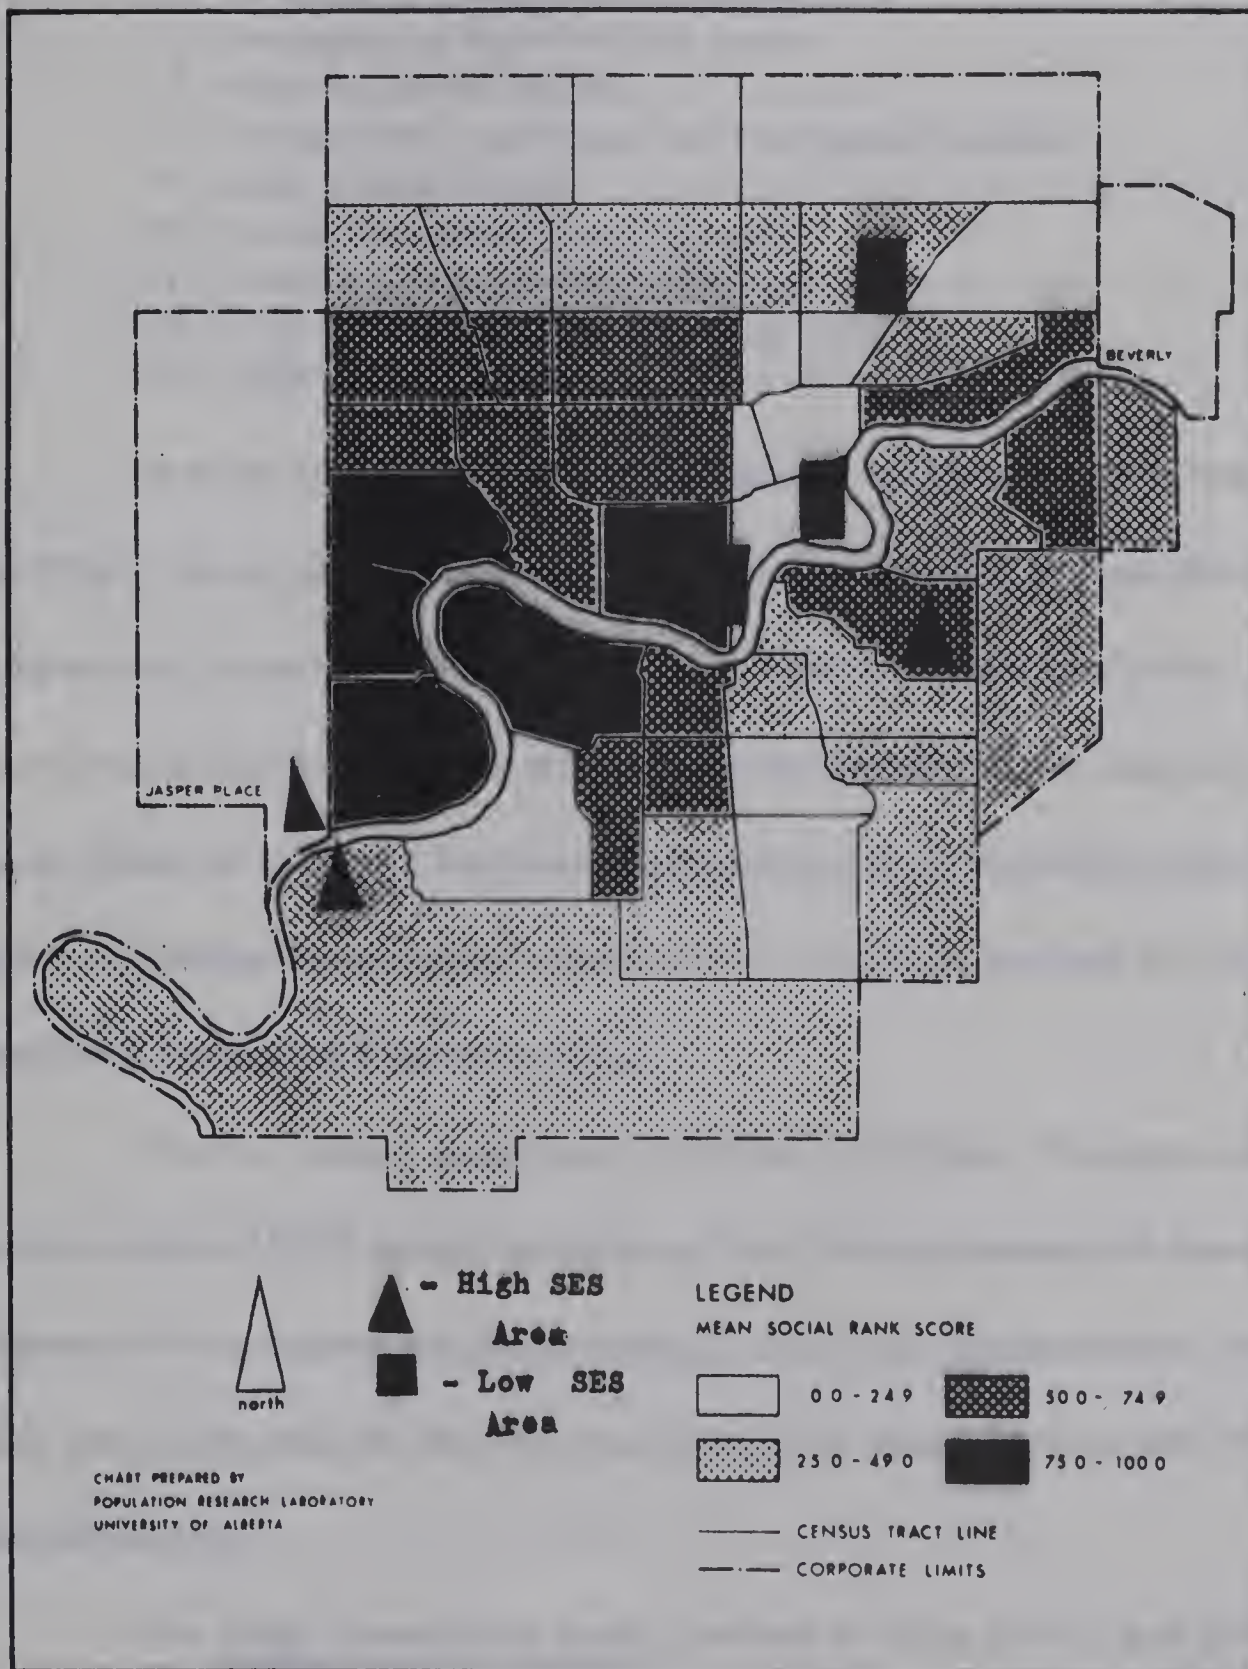 BEVERLY
JASPER PLACE
north
- High SES
Area
- Low SES
Area
LEGEND
MEAN SOCIAL RANK SCORE
0 0 - 24 9
50 0 - 74 9
25 0 - 49 0
75 0 - 100 0
CENSUS TRACT LINE
CORPORATE LIMITS
CHART PREPARED BY
POPULATION RESEARCH LABORATORY
UNIVERSITY OF ALBERTA